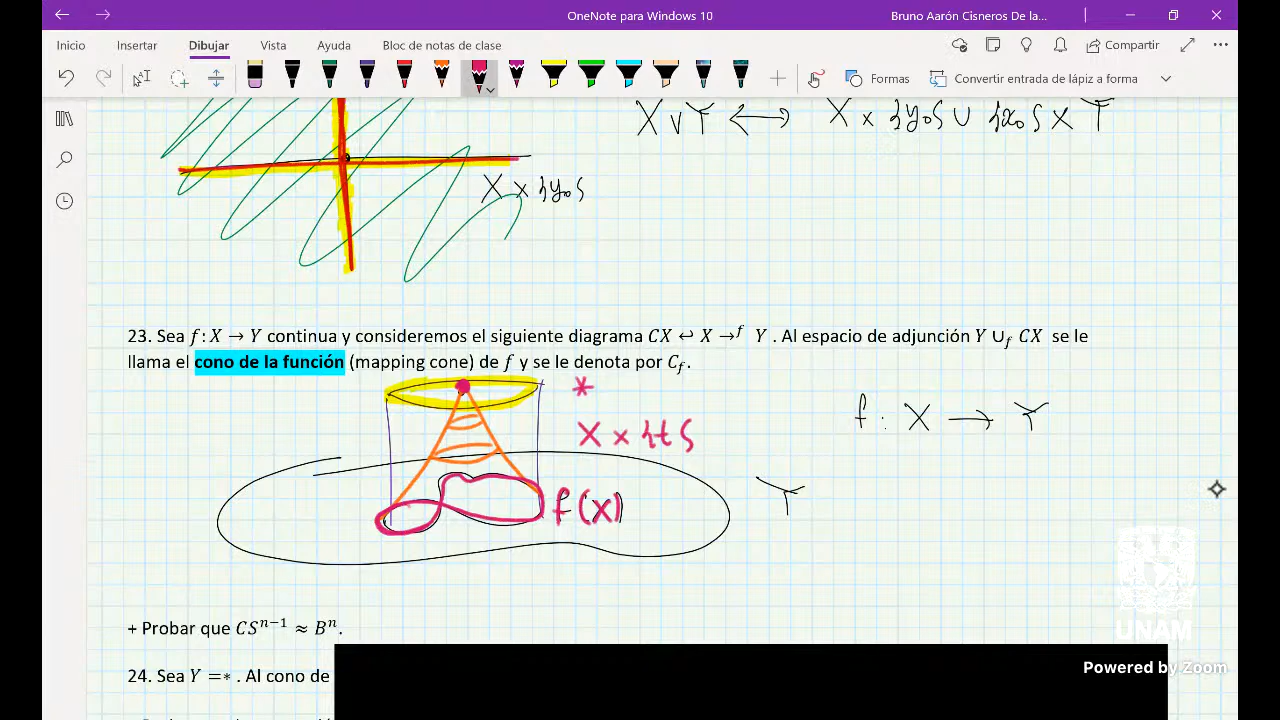 OneNote para Windows 10
Bruno Aarón Cisneros De la...
Inicio Insertar Dibujar Vista Ayuda Bloc de notas de clase
Compartir
Formas
Convertir entrada de lápiz a forma
X ∨ Y ⟷ X × {y₀} ∪ {x₀} × Y
X × {y₀}
23. Sea f: X → Y continua y consideremos el siguiente diagrama CX ↩ X →ᶠ Y . Al espacio de adjunción Y ∪_f CX se le
llama el cono de la función (mapping cone) de f y se le denota por C_f.
*
X × {t}
f : X → Y
Y
f(X)
+ Probar que CSⁿ⁻¹ ≈ Bⁿ.
24. Sea Y =* . Al cono de
UNAM
Powered by Zoom